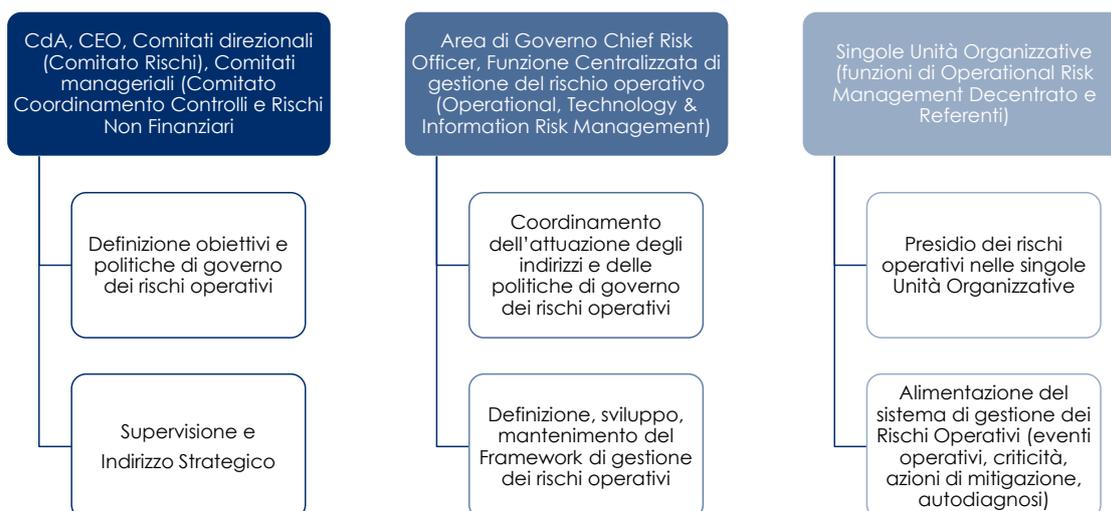 CdA, CEO, Comitati direzionali
(Comitato Rischi), Comitati
manageriali (Comitato
Coordinamento Controlli e Rischi
Non Finanziari
Definizione obiettivi e
politiche di governo
dei rischi operativi
Supervisione e
Indirizzo Strategico
Area di Governo Chief Risk
Officer, Funzione Centralizzata di
gestione del rischio operativo
(Operational, Technology &
Information Risk Management)
Coordinamento
dell'attuazione degli
indirizzi e delle
politiche di governo
dei rischi operativi
Definizione, sviluppo,
mantenimento del
Framework di gestione
dei rischi operativi
Singole Unità Organizzative
(funzioni di Operational Risk
Management Decentrato e
Referenti)
Presidio dei rischi
operativi nelle singole
Unità Organizzative
Alimentazione del
sistema di gestione dei
Rischi Operativi (eventi
operativi, criticità,
azioni di mitigazione,
autodiagnosi)